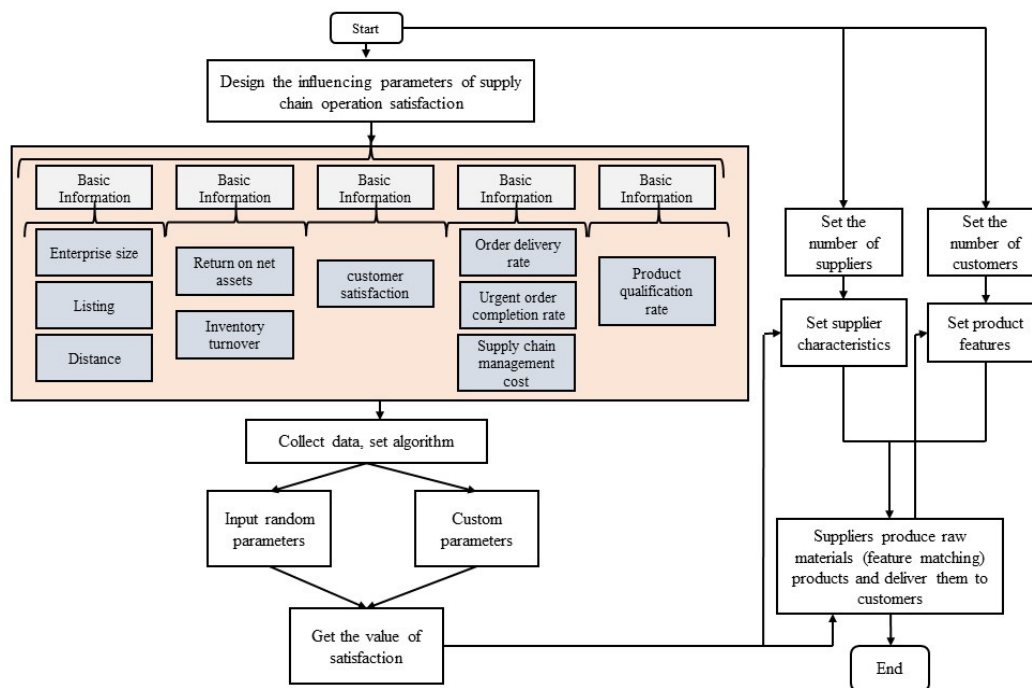 Start
Design the influencing parameters of supply
chain operation satisfaction
Basic
Information
Basic
Information
Basic
Information
Basic
Information
Basic
Information
Enterprise size
Listing
Distance
Return on net
assets
Inventory
turnover
customer
satisfaction
Order delivery
rate
Urgent order
completion rate
Supply chain
management
cost
Product
qualification
rate
Set the
number of
suppliers
Set the
number of
customers
Set supplier
characteristics
Set product
features
Collect data, set algorithm
Input random
parameters
Custom
parameters
Get the value of
satisfaction
Suppliers produce raw
materials (feature matching)
products and deliver them to
customers
End